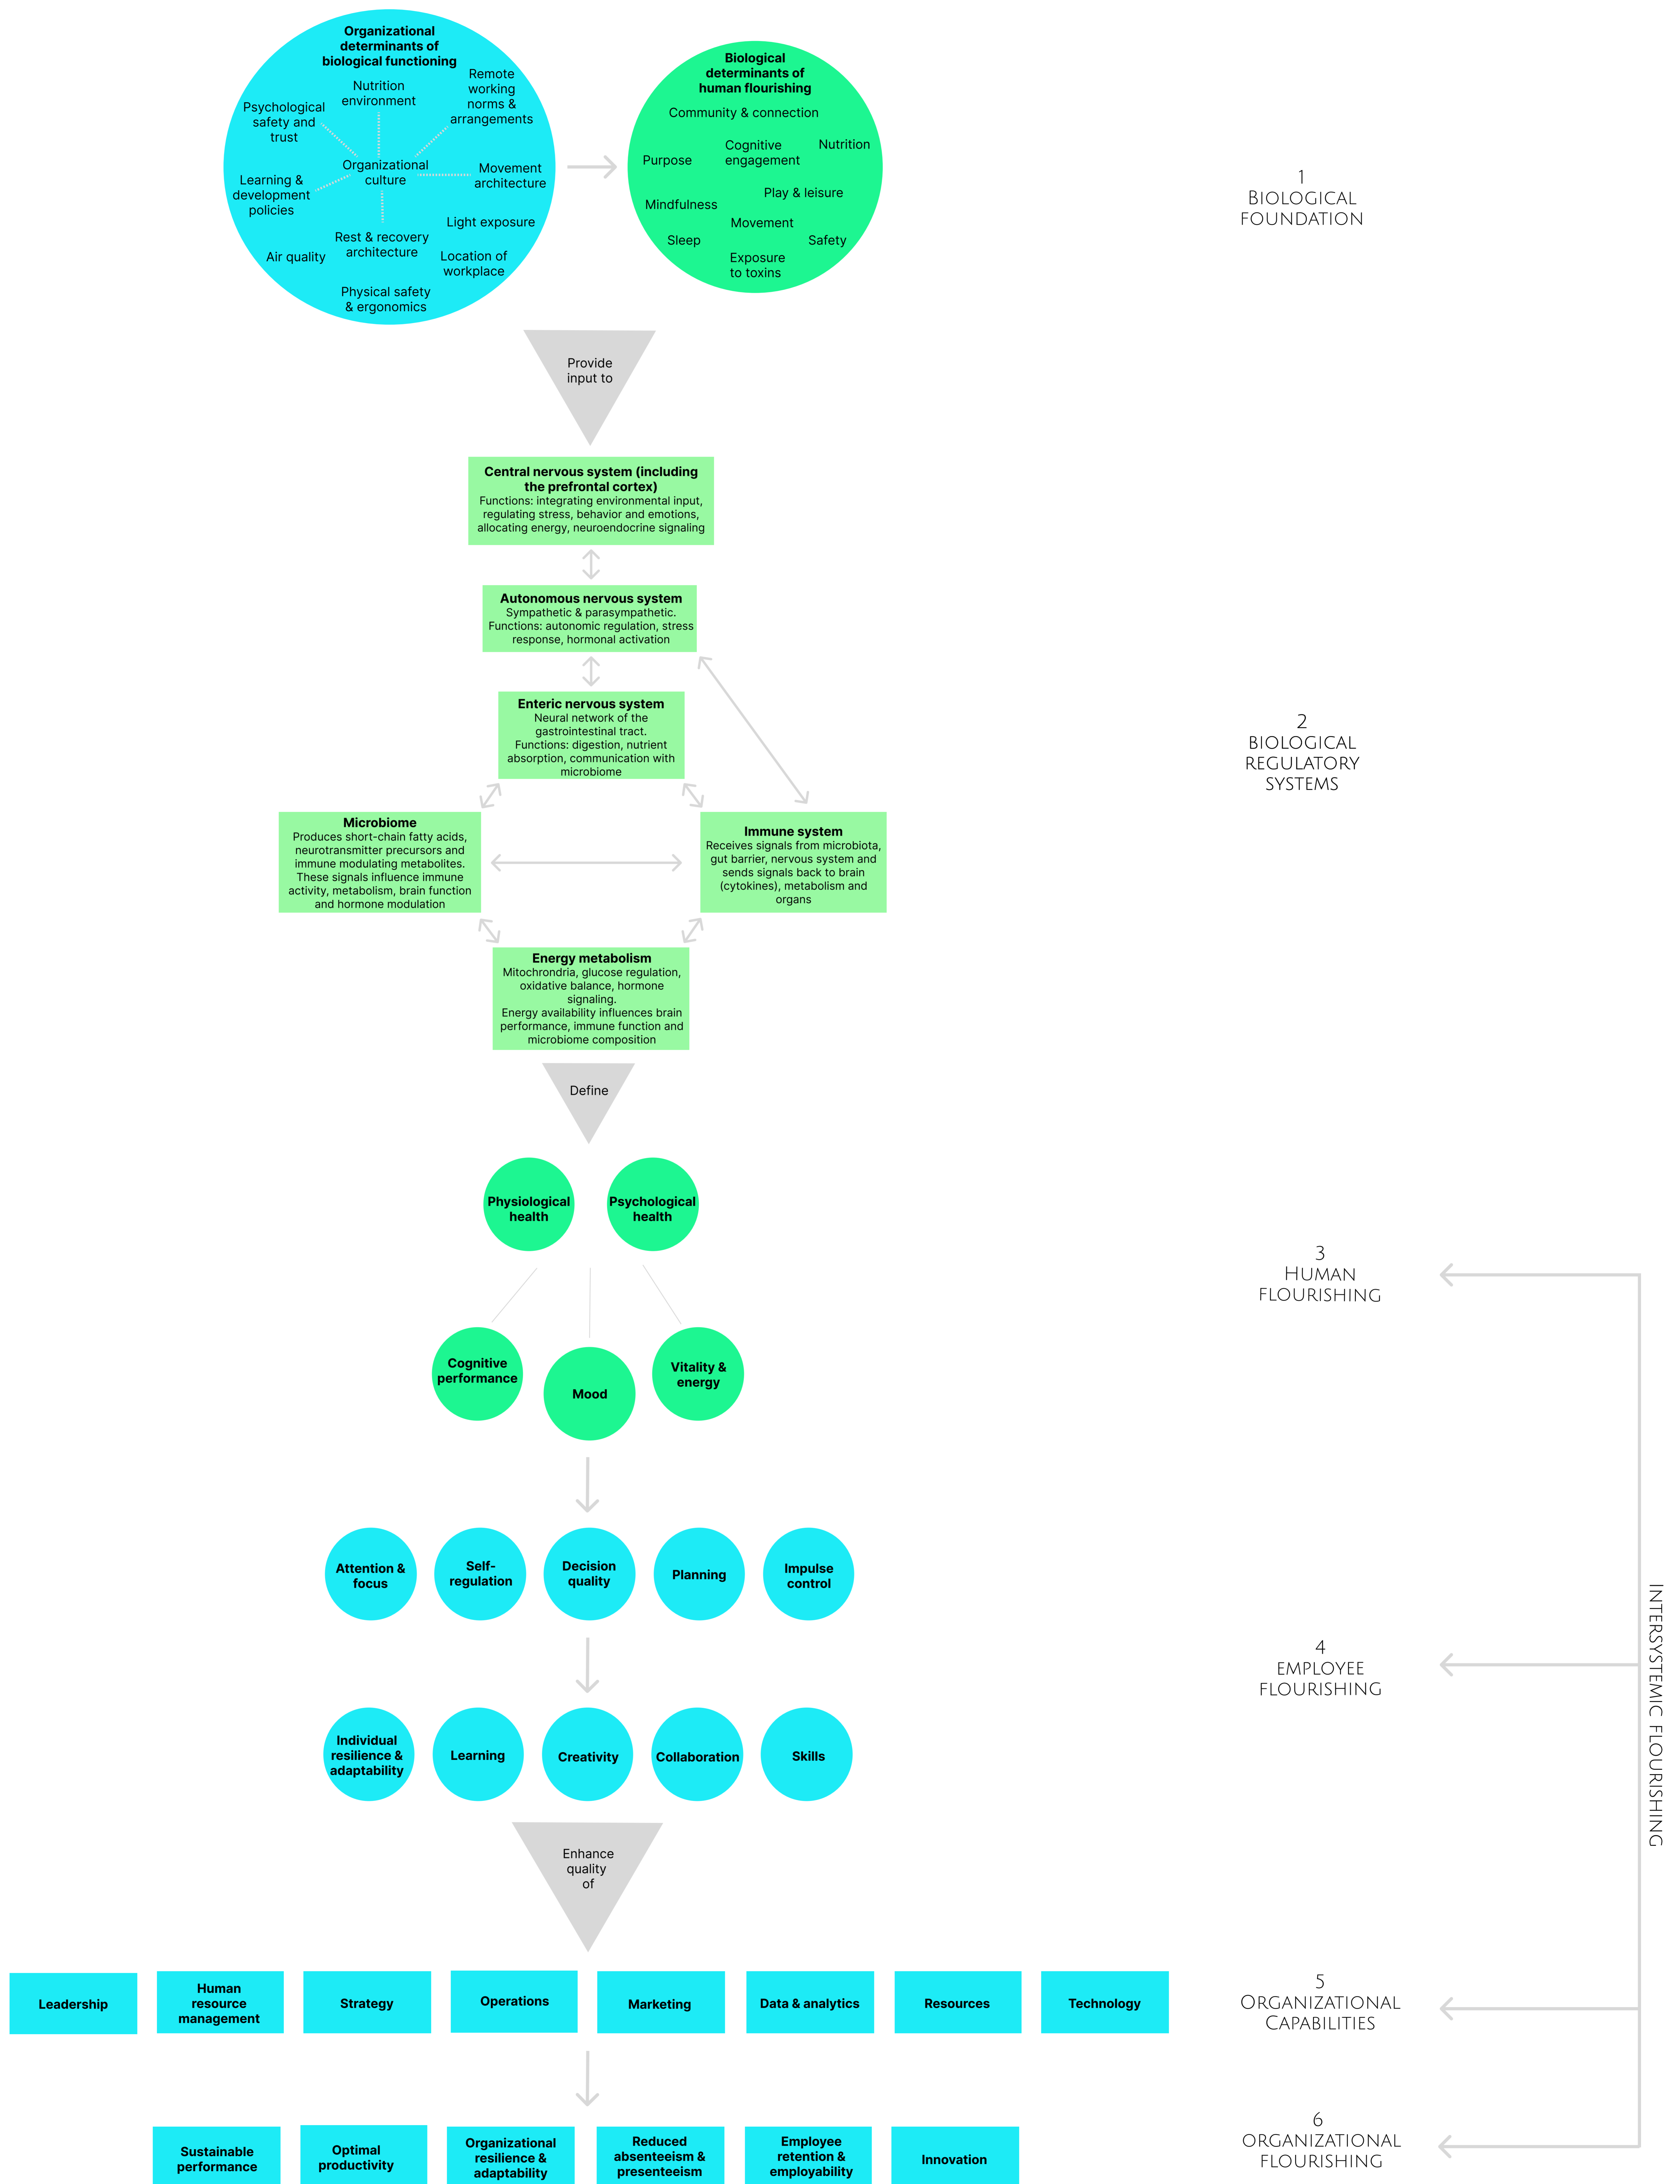 Organizational
determinants of
biological functioning
Nutrition
environment
Remote
working
norms &
arrangements
Psychological
safety and
trust
Organizational
culture
Movement
architecture
Learning &
development
policies
Light exposure
Rest & recovery
architecture
Air quality
Location of
workplace
Physical safety
& ergonomics
Biological
determinants of
human flourishing
Community & connection
Cognitive
engagement
Nutrition
Purpose
Play & leisure
Mindfulness
Movement
Sleep
Safety
Exposure
to toxins
1
BIOLOGICAL
FOUNDATION
Provide
input to
Central nervous system (including
the prefrontal cortex)
Functions: integrating environmental input,
regulating stress, behavior and emotions,
allocating energy, neuroendocrine signaling
Autonomous nervous system
Sympathetic & parasympathetic.
Functions: autonomic regulation, stress
response, hormonal activation
Enteric nervous system
Neural network of the
gastrointestinal tract.
Functions: digestion, nutrient
absorption, communication with
microbiome
2
BIOLOGICAL
REGULATORY
SYSTEMS
Microbiome
Produces short-chain fatty acids,
neurotransmitter precursors and
immune modulating metabolites.
These signals influence immune
activity, metabolism, brain function
and hormone modulation
Immune system
Receives signals from microbiota,
gut barrier, nervous system and
sends signals back to brain
(cytokines), metabolism and
organs
Energy metabolism
Mitochrondria, glucose regulation,
oxidative balance, hormone
signaling.
Energy availability influences brain
performance, immune function and
microbiome composition
Define
Physiological
health
Psychological
health
3
HUMAN
FLOURISHING
Cognitive
performance
Mood
Vitality &
energy
Attention &
focus
Self-
regulation
Decision
quality
Planning
Impulse
control
4
EMPLOYEE
FLOURISHING
Individual
resilience &
adaptability
Learning
Creativity
Collaboration
Skills
INTERSYSTEMIC FLOURISHING
Enhance
quality
of
Leadership
Human
resource
management
Strategy
Operations
Marketing
Data & analytics
Resources
Technology
5
ORGANIZATIONAL
CAPABILITIES
Sustainable
performance
Optimal
productivity
Organizational
resilience &
adaptability
Reduced
absenteeism &
presenteeism
Employee
retention &
employability
Innovation
6
ORGANIZATIONAL
FLOURISHING